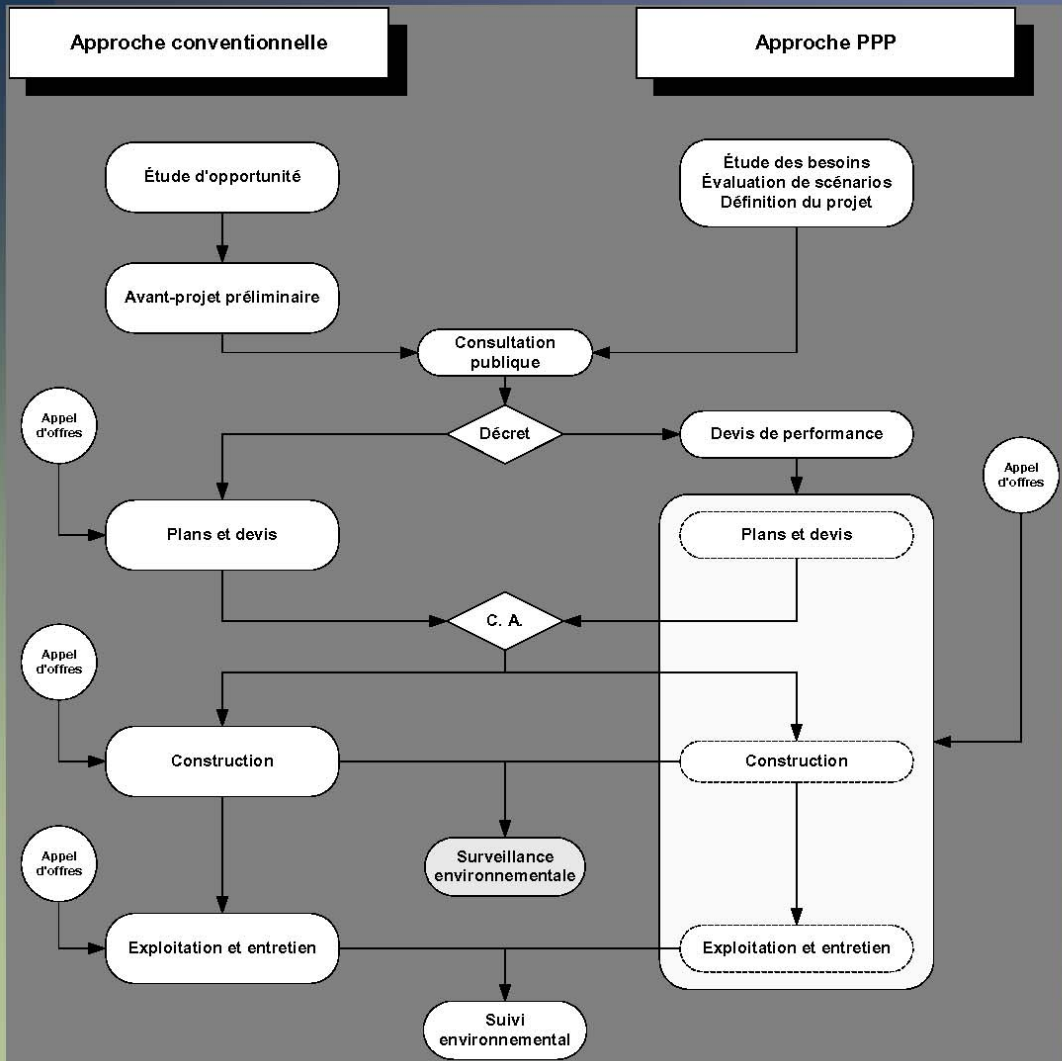 Approche conventionnelle
Approche PPP
Étude d'opportunité
Étude des besoins
Évaluation de scénarios
Définition du projet
Avant-projet préliminaire
Consultation
publique
Appel
d'offres
Décret
Devis de performance
Appel
d'offres
Plans et devis
Plans et devis
C. A.
Appel
d'offres
Construction
Construction
Appel
d'offres
Surveillance
environnementale
Exploitation et entretien
Exploitation et entretien
Suivi
environnemental